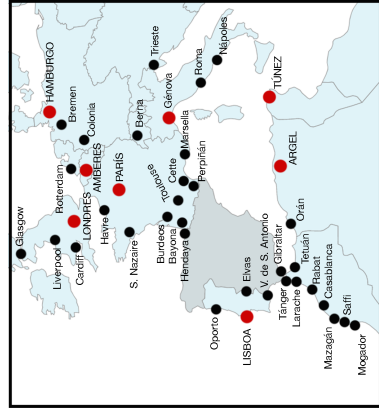 HAMBURGO
Bremen
Trieste
Nápoles
Roma
Génova
TÚNEZ
Colonia
Berna
Marsella
AMBERES
Rotterdam
PARÍS
Cette
Toulouse
Perpiñán
ARGEL
Glasgow
LONDRES
Havre
Liverpool
Cardiff
S. Nazaire
Burdeos
Bayona
Hendaya
Orán
Elvas
V. de S. Antonio
Gibraltar
Tetuán
Oporto
LISBOA
Tánger
Larache
Rabat
Casablanca
Mazagán
Saffí
Mogador